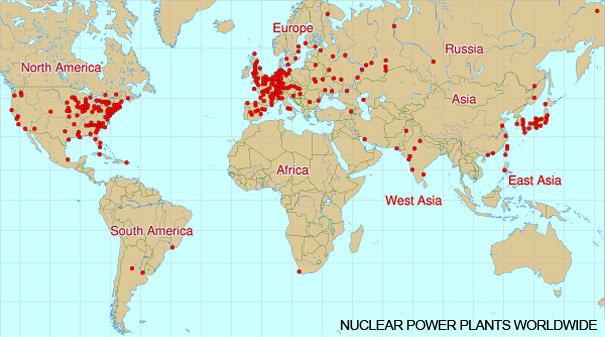 Europe
Russia
North America
Asia
Africa
East Asia
West Asia
South America
NUCLEAR POWER PLANTS WORLDWIDE